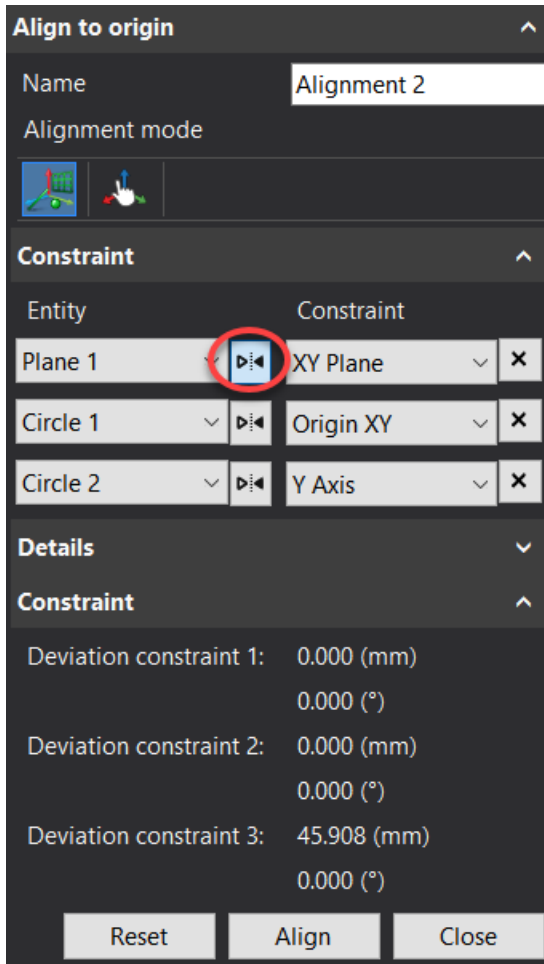 Align to origin
Name Alignment 2
Alignment mode
Constraint
Entity Constraint
Plane 1 XY Plane
Circle 1 Origin XY
Circle 2 Y Axis
Details
Constraint
Deviation constraint 1: 0.000 (mm)
0.000 (°)
Deviation constraint 2: 0.000 (mm)
0.000 (°)
Deviation constraint 3: 45.908 (mm)
0.000 (°)
Reset Align Close